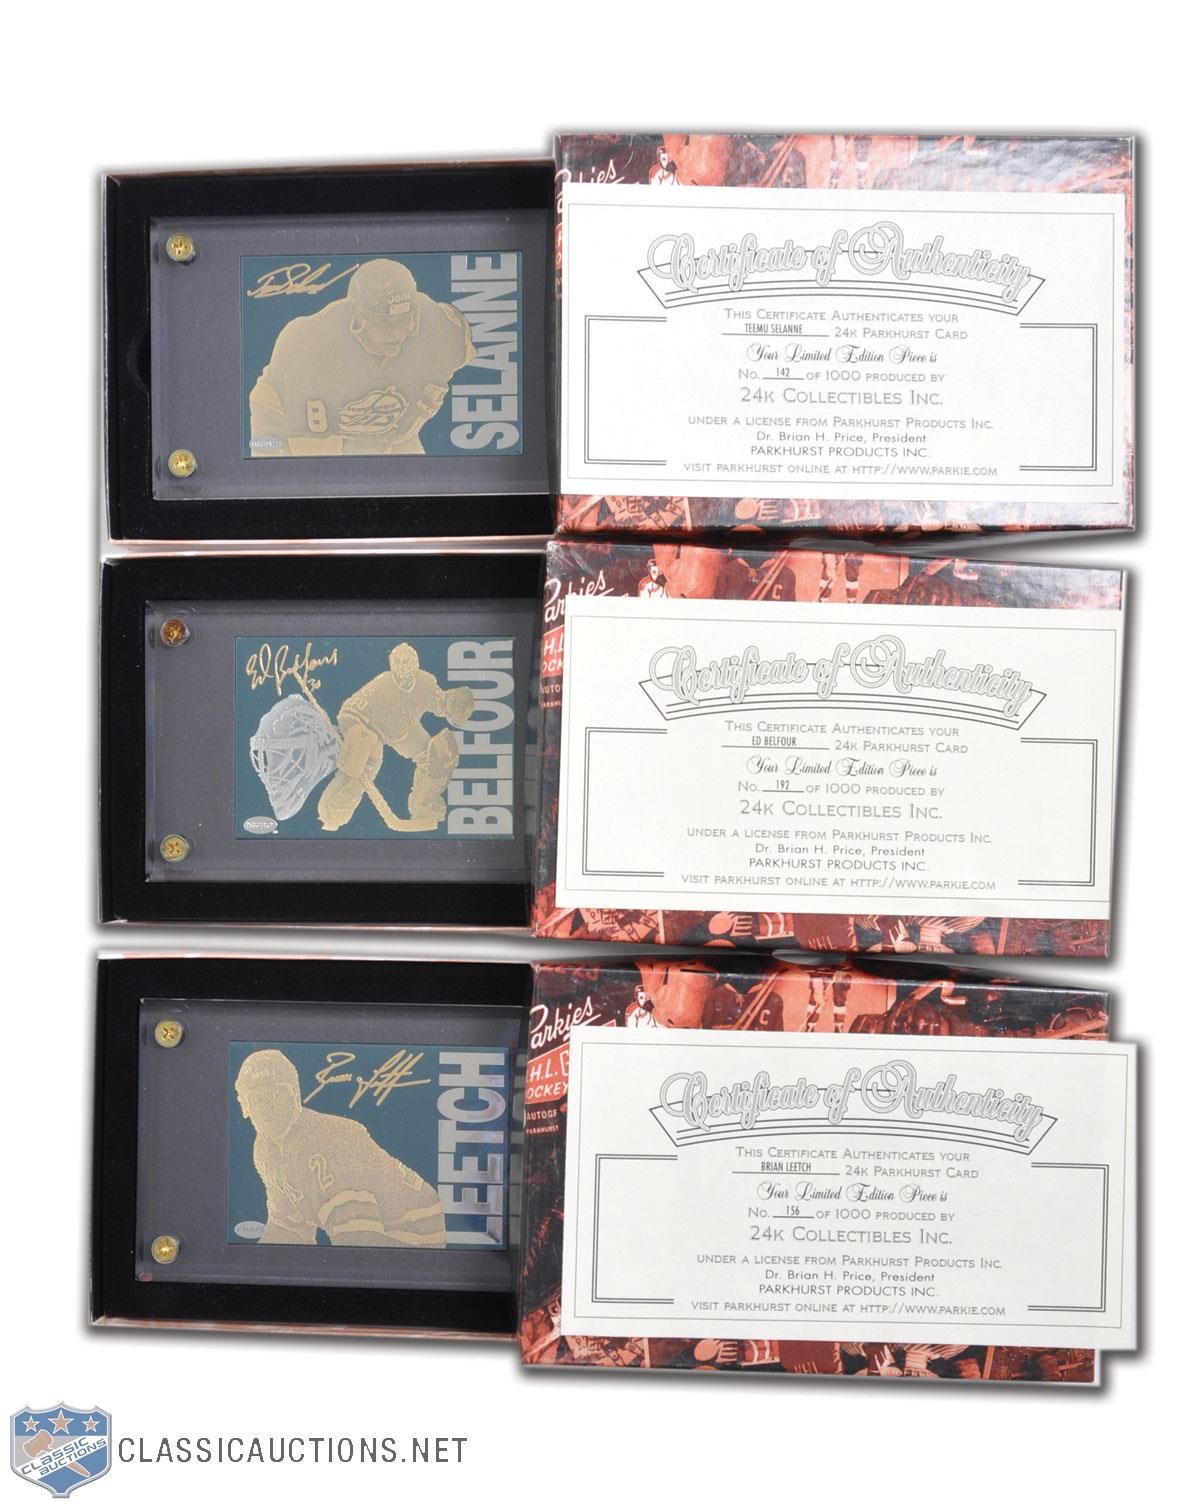 SELANNE
8
Parkies
Certificate of Authenticity
THIS CERTIFICATE AUTHENTICATES YOUR
TEEMU SELANNE 24K PARKHURST CARD
Your Limited Edition Piece is
No. 142 OF 1000 PRODUCED BY
24K COLLECTIBLES INC.
UNDER A LICENSE FROM PARKHURST PRODUCTS INC.
Dr. Brian H. Price, President
PARKHURST PRODUCTS INC.
VISIT PARKHURST ONLINE AT HTTP://WWW.PARKIE.COM
Ed Belfour
30
BELFOUR
Parkies
Certificate of Authenticity
THIS CERTIFICATE AUTHENTICATES YOUR
ED BELFOUR 24K PARKHURST CARD
Your Limited Edition Piece is
No. 192 OF 1000 PRODUCED BY
24K COLLECTIBLES INC.
UNDER A LICENSE FROM PARKHURST PRODUCTS INC.
Dr. Brian H. Price, President
PARKHURST PRODUCTS INC.
VISIT PARKHURST ONLINE AT HTTP://WWW.PARKIE.COM
NHL
LEETCH
2
Parkies
Certificate of Authenticity
THIS CERTIFICATE AUTHENTICATES YOUR
BRIAN LEETCH 24K PARKHURST CARD
Your Limited Edition Piece is
No. 156 OF 1000 PRODUCED BY
24K COLLECTIBLES INC.
UNDER A LICENSE FROM PARKHURST PRODUCTS INC.
Dr. Brian H. Price, President
PARKHURST PRODUCTS INC.
VISIT PARKHURST ONLINE AT HTTP://WWW.PARKIE.COM
CLASSIC
AUCTIONS
CLASSICAUCTIONS.NET